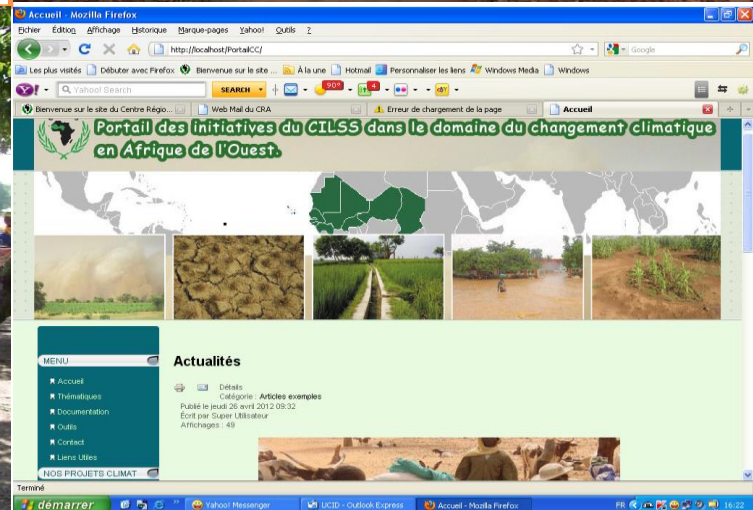 Accueil - Mozilla Firefox
Fichier Édition Affichage Historique Marque-pages Yahoo! Outils ?
http://localhost/PortailCC/
Google
Les plus visités Débuter avec Firefox Bienvenue sur le site ... À la une Hotmail Personnaliser les liens Windows Media Windows
Yahoo! Search SEARCH 90° 4
Bienvenue sur le site du Centre Régio... Web Mail du CRA Erreur de chargement de la page Accueil
Portail des initiatives du CILSS dans le domaine du changement climatique
en Afrique de l'Ouest.
MENU
Accueil
Thématiques
Documentation
Outils
Contact
Liens Utiles
NOS PROJETS CLIMAT
Actualités
Détails
Catégorie : Articles exemples
Publié le jeudi 26 avril 2012 09:32
Écrit par Super Utilisateur
Affichages : 49
Terminé
démarrer Yahoo! Messenger UCID - Outlook Express Accueil - Mozilla Firefox FR 16:22